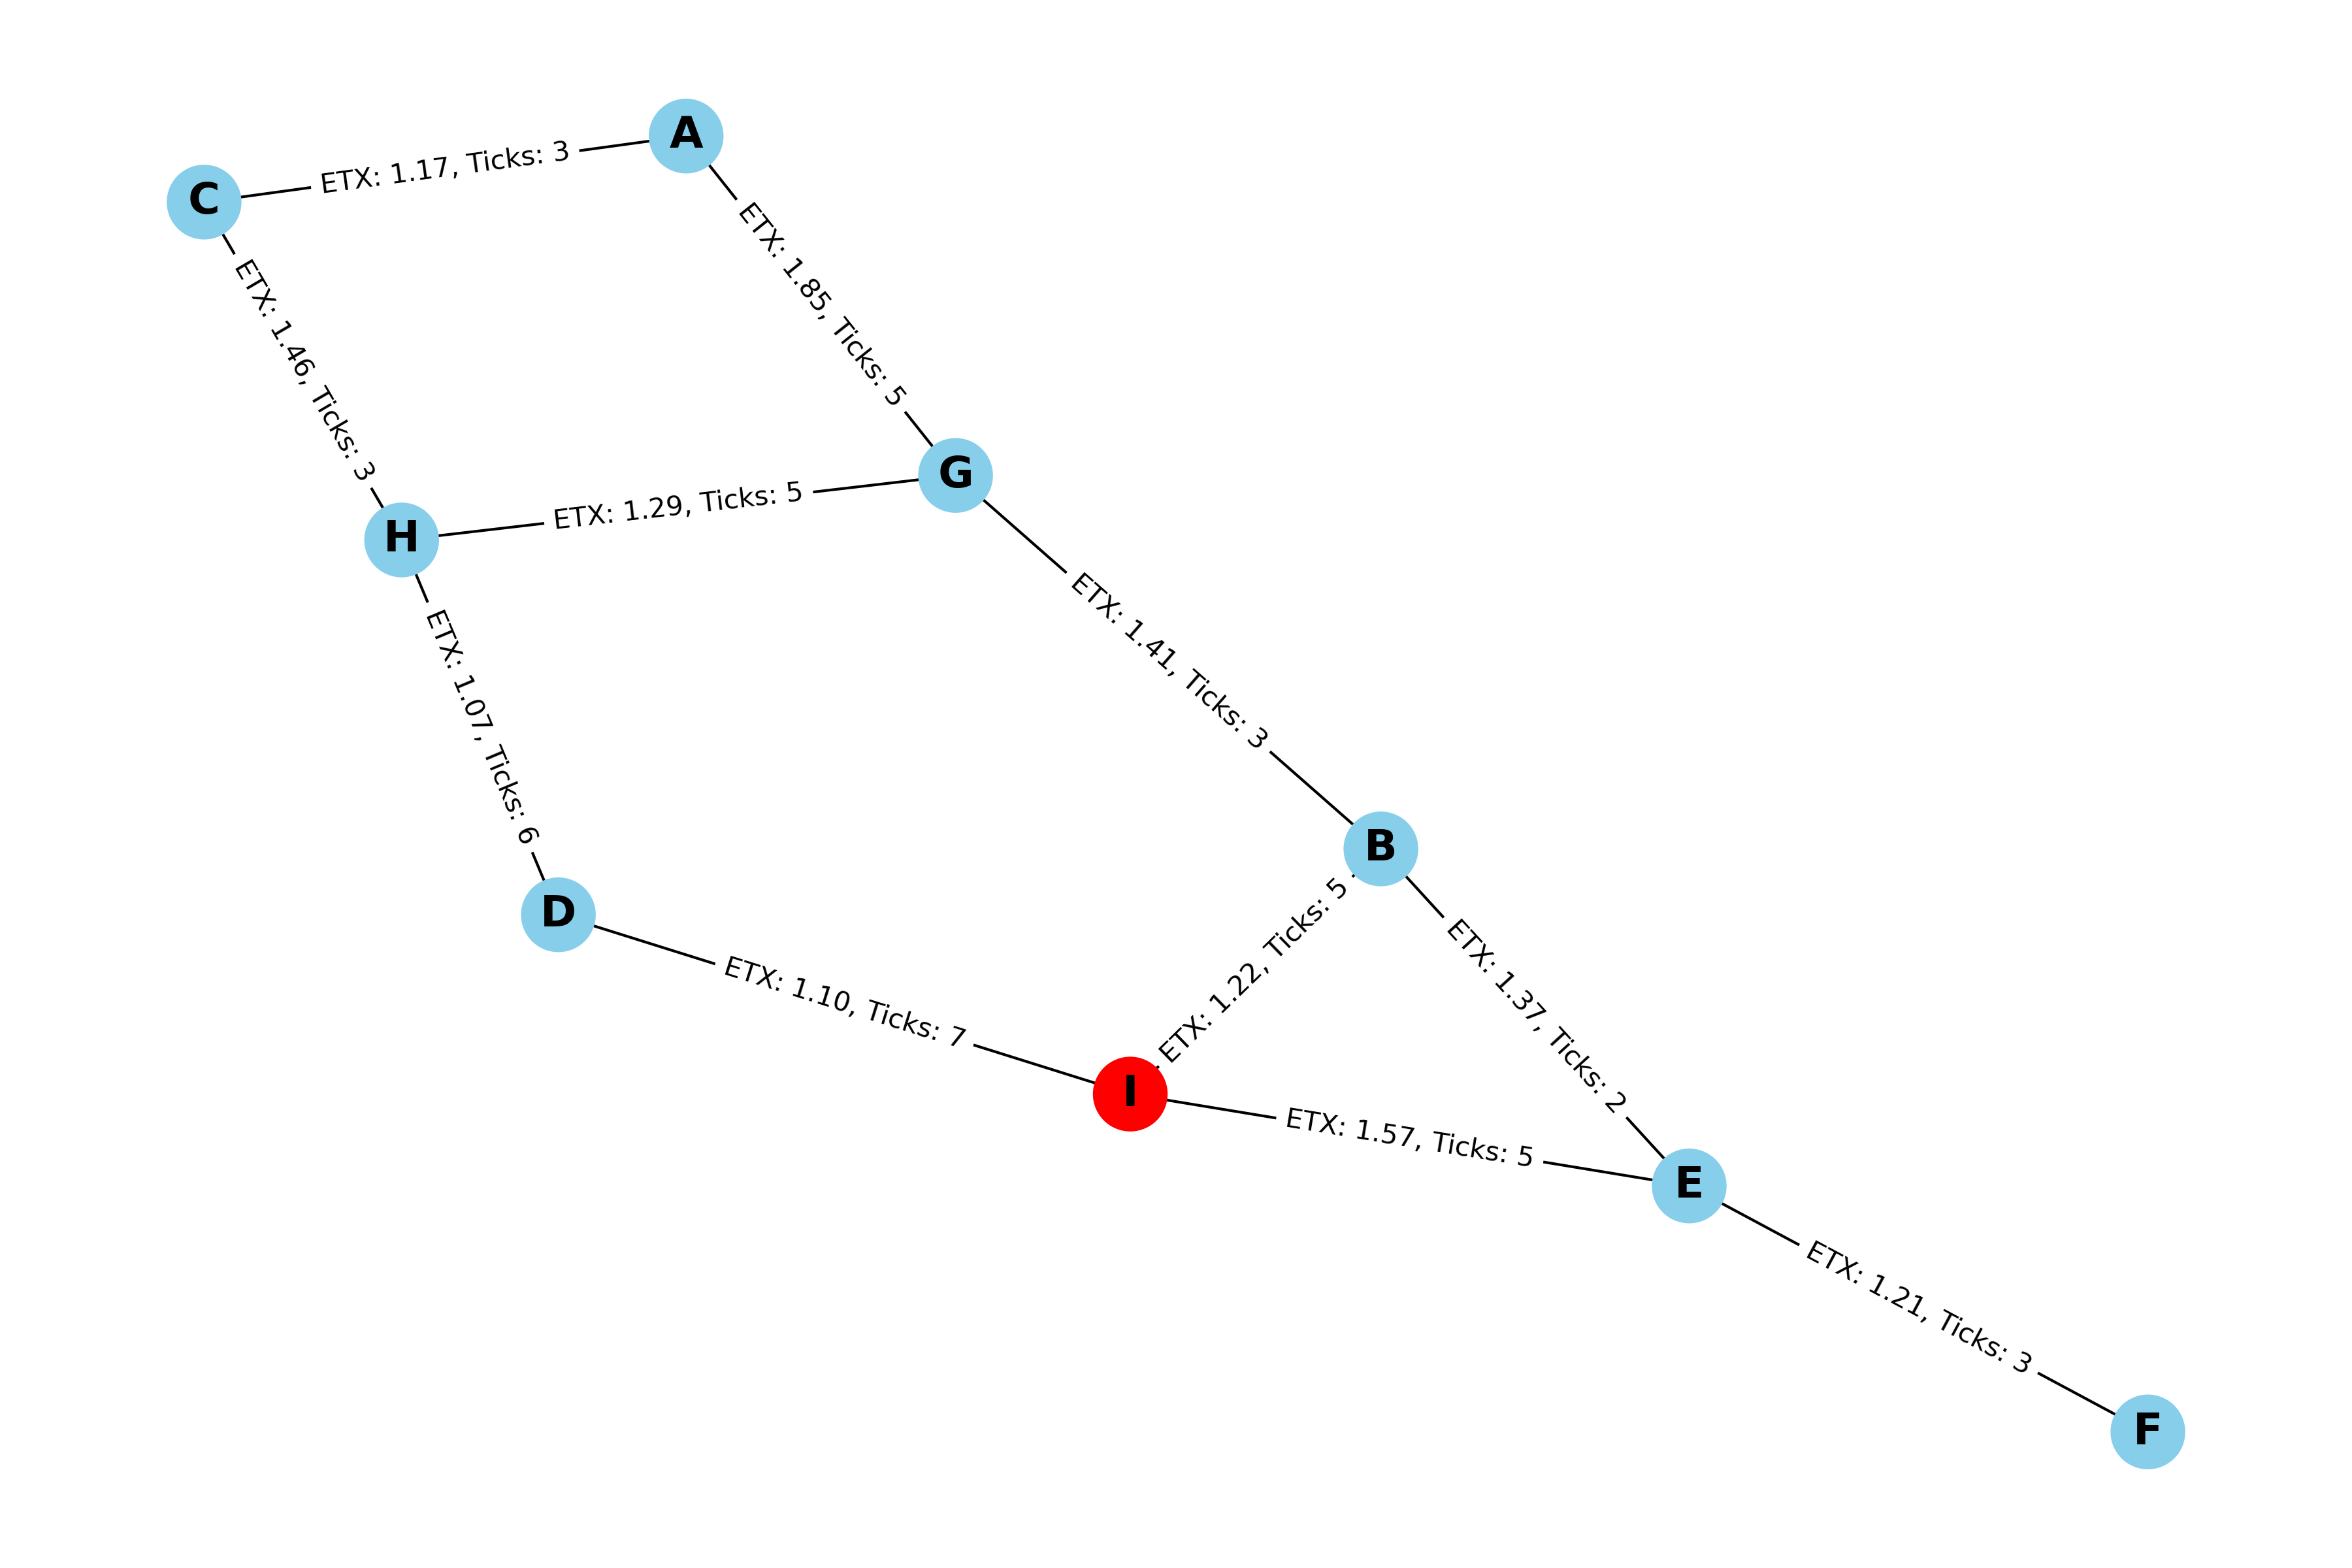 A
ETX: 1.17, Ticks: 3
C
ETX: 1.85, Ticks: 5
ETX: 1.46, Ticks: 3
G
ETX: 1.29, Ticks: 5
H
ETX: 1.41, Ticks: 3
ETX: 1.07, Ticks: 6
B
D
ETX: 1.22, Ticks: 5
ETX: 1.37, Ticks: 2
ETX: 1.10, Ticks: 7
I
ETX: 1.57, Ticks: 5
E
ETX: 1.21, Ticks: 3
F